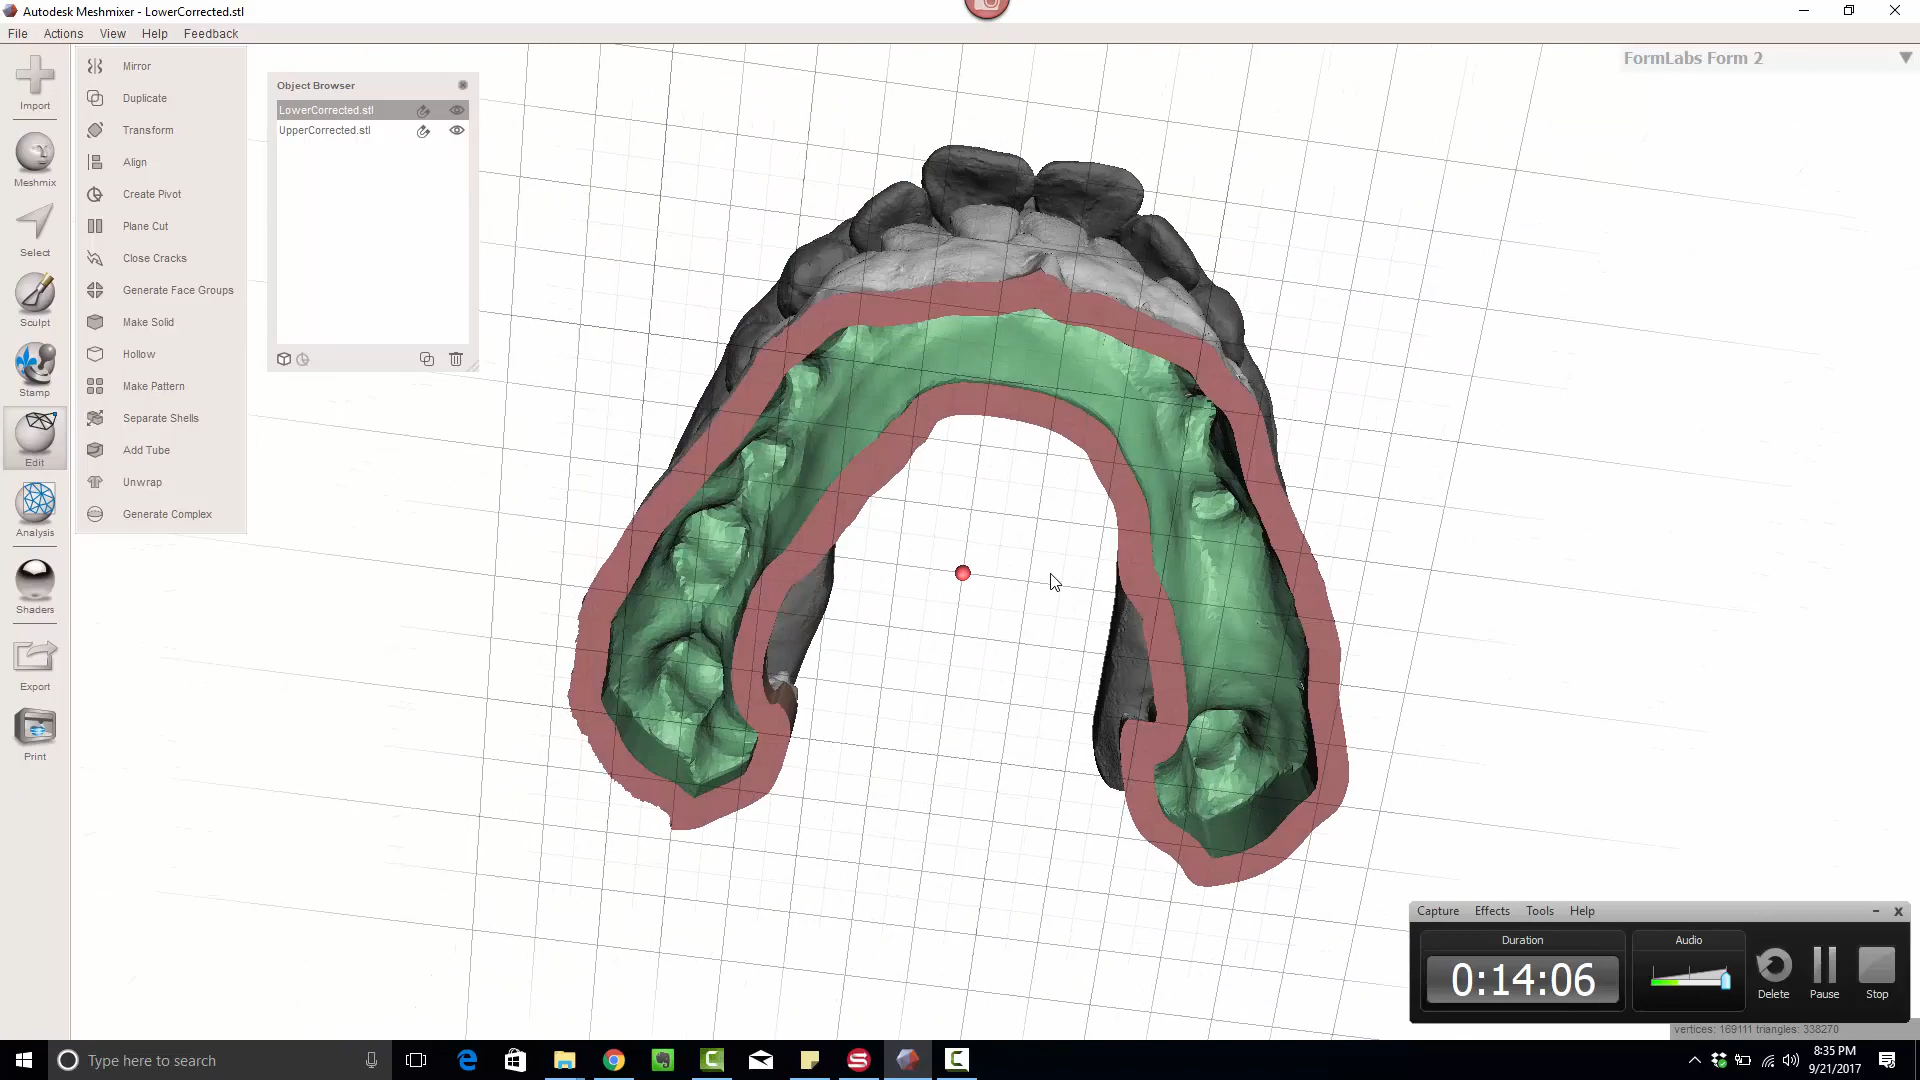 Autodesk Meshmixer - LowerCorrected.stl
File Actions View Help Feedback
Import
Meshmix
Select
Sculpt
Stamp
Edit
Analysis
Shaders
Export
Print
Mirror
Duplicate
Transform
Align
Create Pivot
Plane Cut
Close Cracks
Generate Face Groups
Make Solid
Hollow
Make Pattern
Separate Shells
Add Tube
Unwrap
Generate Complex
Object Browser
LowerCorrected.stl
UpperCorrected.stl
FormLabs Form 2
Capture Effects Tools Help
Duration
0:14:06
Audio
Delete
Pause
Stop
vertices: 169111 triangles: 338270
Type here to search
8:35 PM
9/21/2017